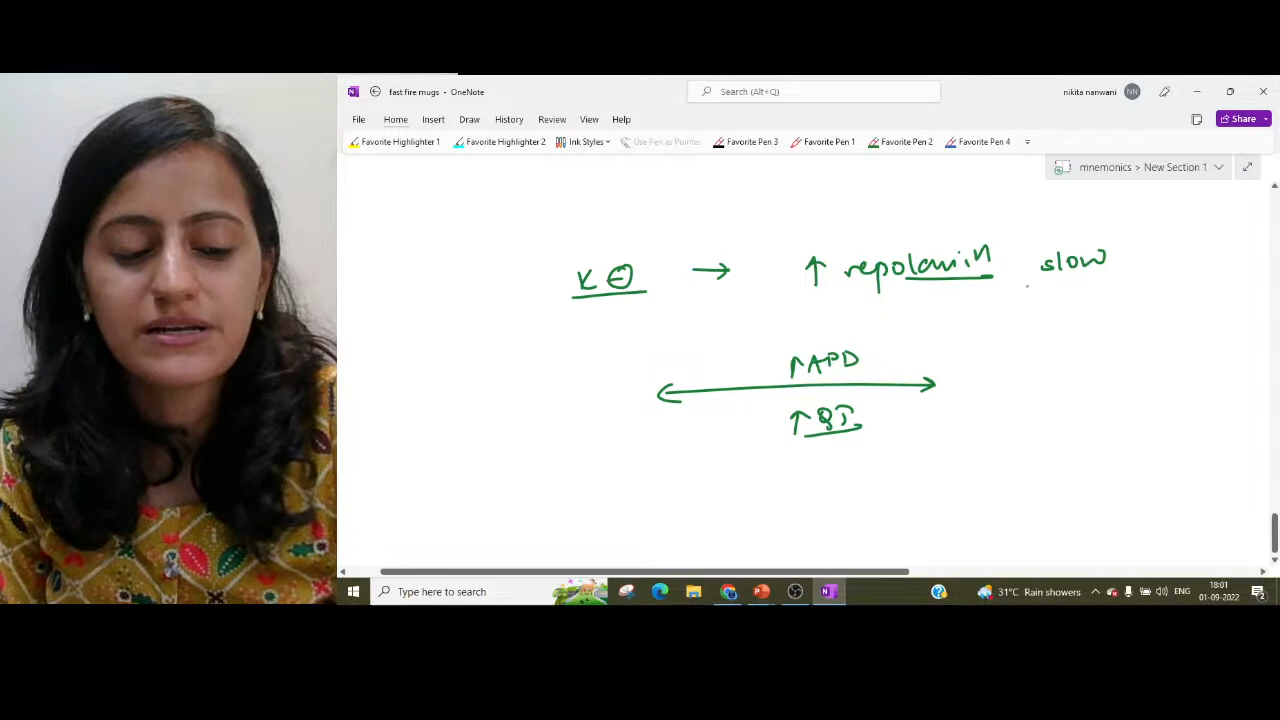 fast fire mugs - OneNote
Search (Alt+Q)
nikita nanwani NN
File Home Insert Draw History Review View Help
Share
Favorite Highlighter 1 Favorite Highlighter 2 Ink Styles Use Pen as Pointer Favorite Pen 3 Favorite Pen 1 Favorite Pen 2 Favorite Pen 4
mnemonics > New Section 1
K ⊖ → ↑ slow
↑APD
↑QT
Type here to search
31°C Rain showers
ENG
18:01
01-09-2022
2